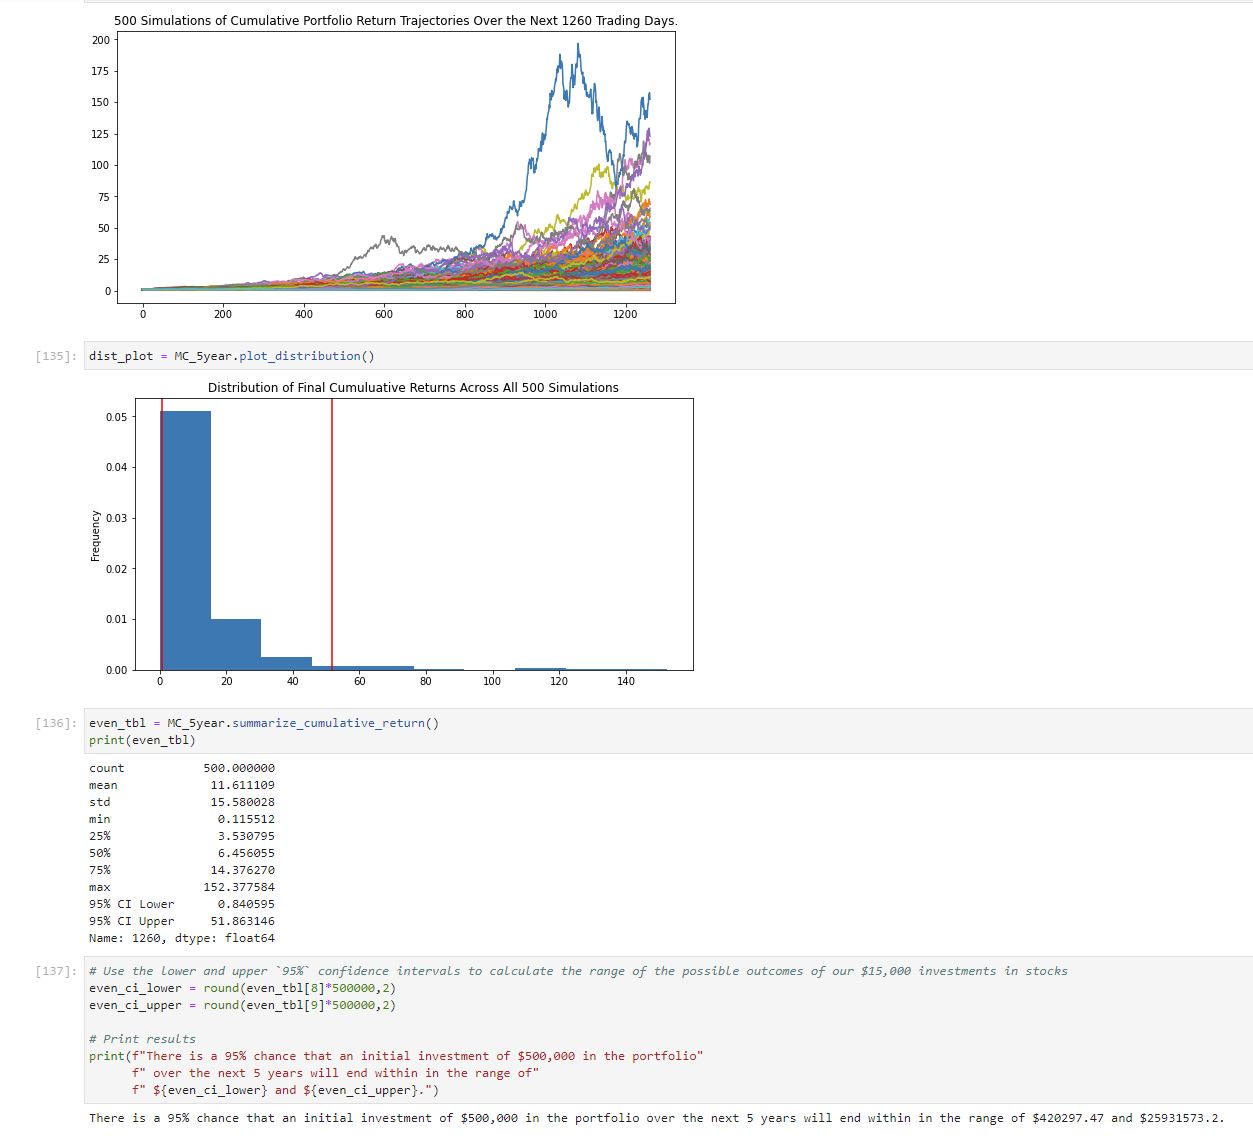 500 Simulations of Cumulative Portfolio Return Trajectories Over the Next 1260 Trading Days.
200
175
150
125
100
75
50
25
0
0 200 400 600 800 1000 1200
[135]: dist_plot = MC_5year.plot_distribution()
Distribution of Final Cumuluative Returns Across All 500 Simulations
0.05
0.04
0.03
0.02
0.01
0.00
Frequency
0 20 40 60 80 100 120 140
[136]: even_tbl = MC_5year.summarize_cumulative_return()
print(even_tbl)
count 500.000000
mean 11.611109
std 15.580028
min 0.115512
25% 3.530795
50% 6.456055
75% 14.376270
max 152.377584
95% CI Lower 0.840595
95% CI Upper 51.863146
Name: 1260, dtype: float64
[137]: # Use the lower and upper `95%` confidence intervals to calculate the range of the possible outcomes of our $15,000 investments in stocks
even_ci_lower = round(even_tbl[8]*500000,2)
even_ci_upper = round(even_tbl[9]*500000,2)
# Print results
print(f"There is a 95% chance that an initial investment of $500,000 in the portfolio"
f" over the next 5 years will end within in the range of"
f" ${even_ci_lower} and ${even_ci_upper}.")
There is a 95% chance that an initial investment of $500,000 in the portfolio over the next 5 years will end within in the range of $420297.47 and $25931573.2.